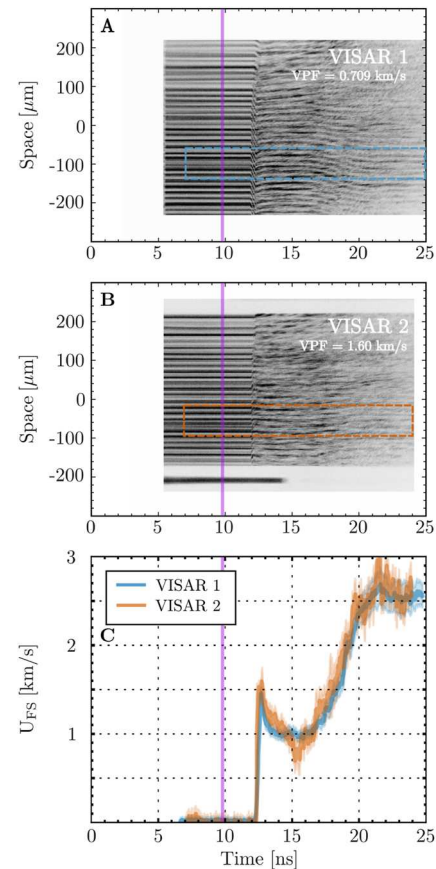 A
VISAR 1
VPF = 0.709 km/s
Space [μm]
200
100
0
-100
-200
0 5 10 15 20 25
B
VISAR 2
VPF = 1.60 km/s
Space [μm]
200
100
0
-100
-200
0 5 10 15 20 25
VISAR 1
VISAR 2
C
U_FS [km/s]
3
2
1
0
0 5 10 15 20 25
Time [ns]